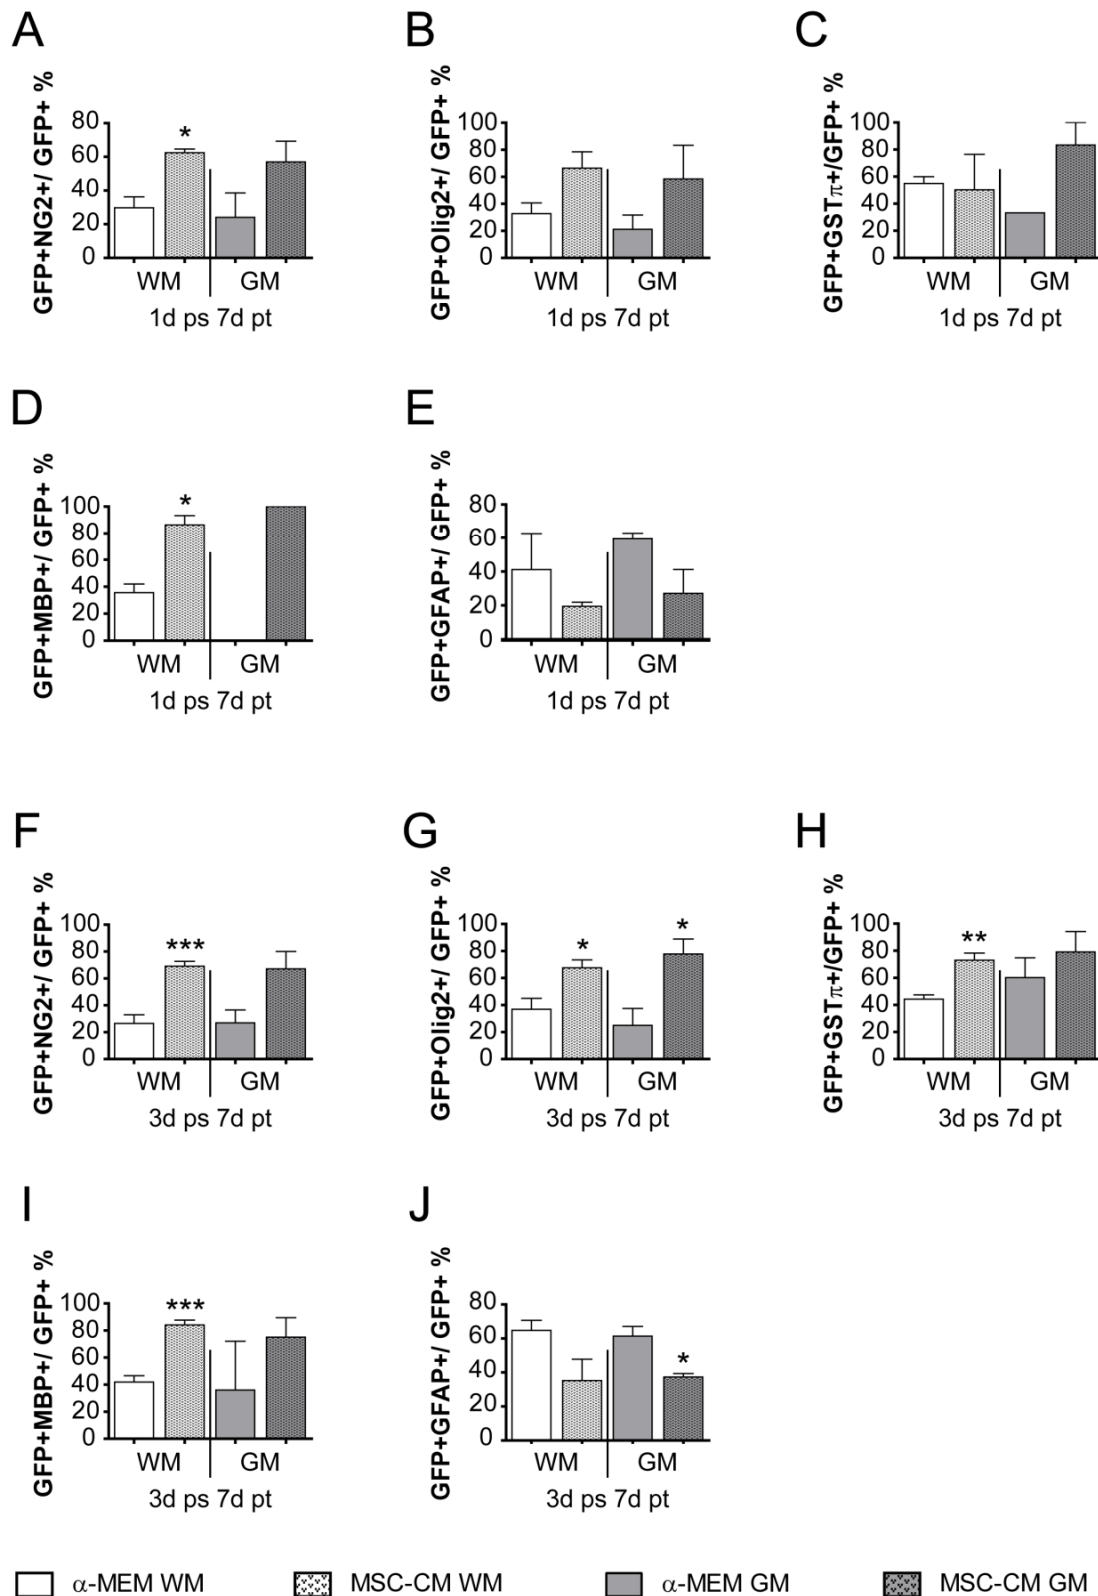 A
B
C
GFP+NG2+/ GFP+ %
80
60
40
20
0
*
WM
GM
1d ps 7d pt
GFP+Olig2+/ GFP+ %
100
80
60
40
20
0
WM
GM
1d ps 7d pt
GFP+GSTπ+/GFP+ %
100
80
60
40
20
0
WM
GM
1d ps 7d pt
D
E
GFP+MBP+/ GFP+ %
100
80
60
40
20
0
*
WM
GM
1d ps 7d pt
GFP+GFAP+/ GFP+ %
80
60
40
20
0
WM
GM
1d ps 7d pt
F
G
H
GFP+NG2+/ GFP+ %
100
80
60
40
20
0
***
WM
GM
3d ps 7d pt
GFP+Olig2+/ GFP+ %
100
80
60
40
20
0
*
*
WM
GM
3d ps 7d pt
GFP+GSTπ+/GFP+ %
100
80
60
40
20
0
**
WM
GM
3d ps 7d pt
I
J
GFP+MBP+/ GFP+ %
100
80
60
40
20
0
***
WM
GM
3d ps 7d pt
GFP+GFAP+/ GFP+ %
80
60
40
20
0
*
WM
GM
3d ps 7d pt
α-MEM WM
MSC-CM WM
α-MEM GM
MSC-CM GM